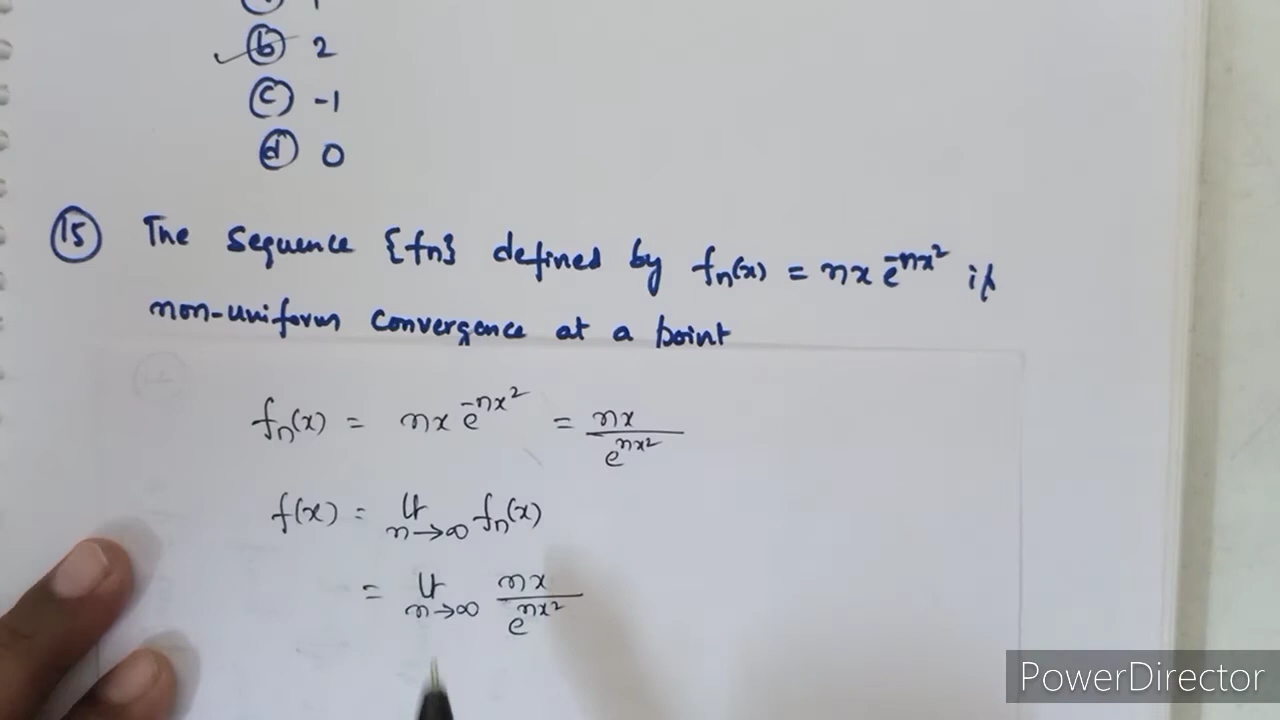 ⓑ 2
ⓒ -1
ⓓ 0
⑮ The sequence {fn} defined by fₙ(x) = nx e^{-nx²} is
non-uniform convergence at a point
fₙ(x) = nx e^{-nx²} = nx / e^{nx²}
f(x) = Lt n→∞ fₙ(x)
= Lt n→∞ nx / e^{nx²}
PowerDirector